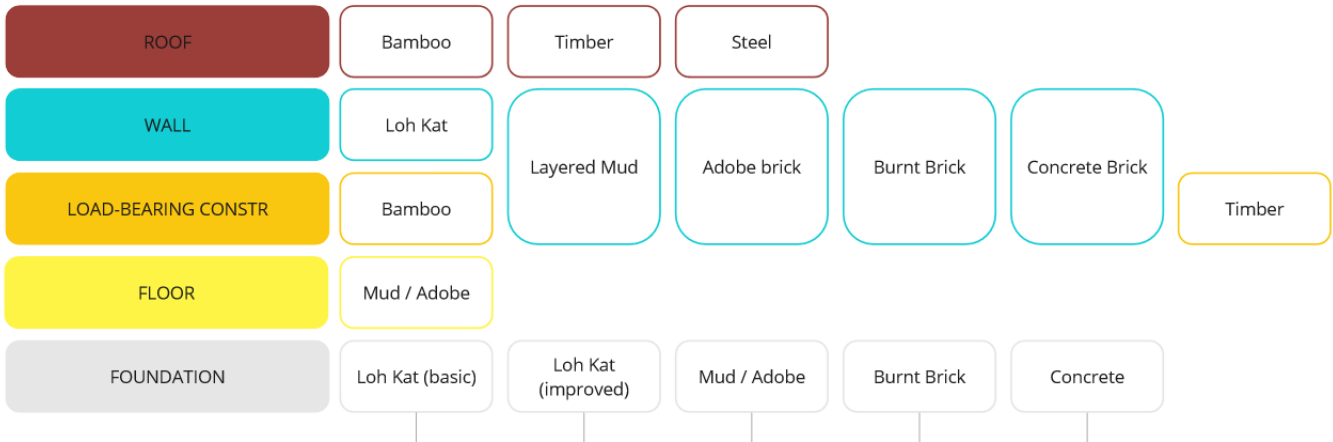 ROOF
Bamboo
Timber
Steel
WALL
Loh Kat
Layered Mud
Adobe brick
Burnt Brick
Concrete Brick
LOAD-BEARING CONSTR
Bamboo
Timber
FLOOR
Mud / Adobe
FOUNDATION
Loh Kat (basic)
Loh Kat
(improved)
Mud / Adobe
Burnt Brick
Concrete